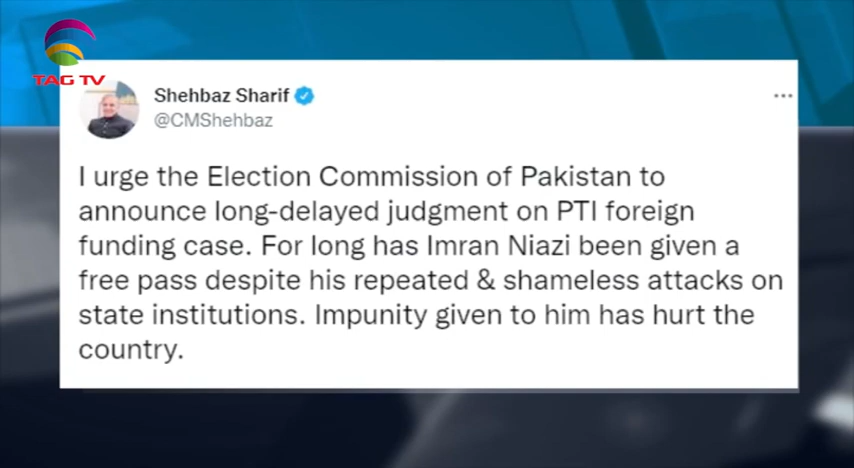 TAG TV
Shehbaz Sharif
@CMShehbaz
I urge the Election Commission of Pakistan to
announce long-delayed judgment on PTI foreign
funding case. For long has Imran Niazi been given a
free pass despite his repeated & shameless attacks on
state institutions. Impunity given to him has hurt the
country.